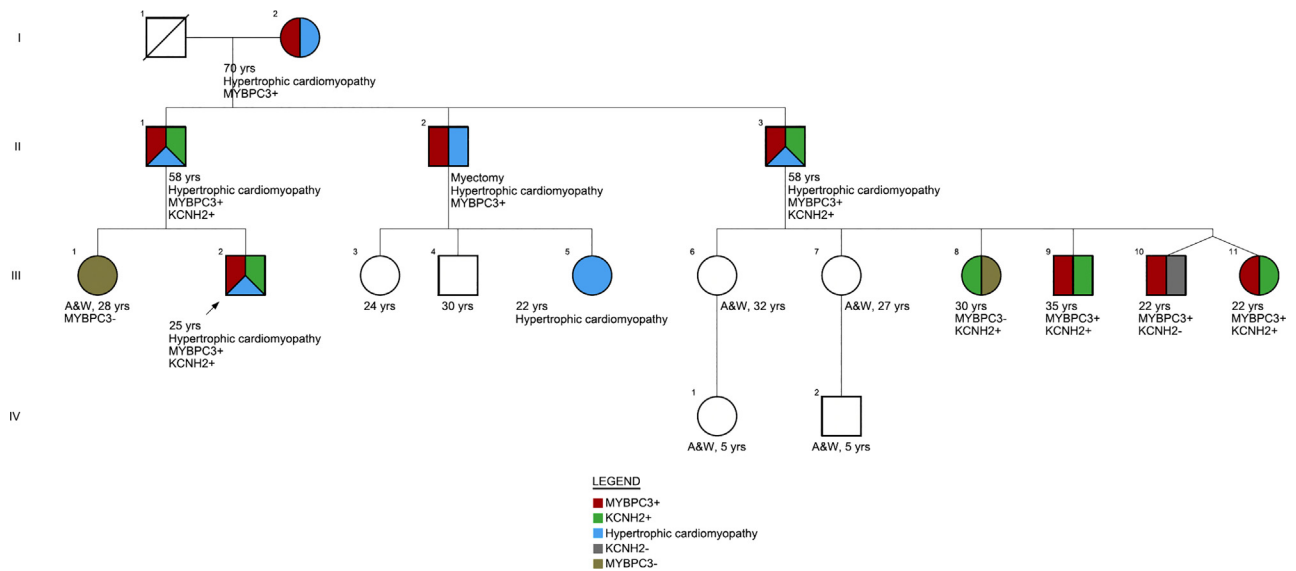 I
1
2
70 yrs
Hypertrophic cardiomyopathy
MYBPC3+
II
1
2
3
58 yrs
Hypertrophic cardiomyopathy
MYBPC3+
KCNH2+
Myectomy
Hypertrophic cardiomyopathy
MYBPC3+
58 yrs
Hypertrophic cardiomyopathy
MYBPC3+
KCNH2+
III
1
2
3
4
5
6
7
8
9
10
11
A&W, 28 yrs
MYBPC3-
25 yrs
Hypertrophic cardiomyopathy
MYBPC3+
KCNH2+
24 yrs
30 yrs
22 yrs
Hypertrophic cardiomyopathy
A&W, 32 yrs
A&W, 27 yrs
30 yrs
MYBPC3-
KCNH2+
35 yrs
MYBPC3+
KCNH2+
22 yrs
MYBPC3+
KCNH2-
22 yrs
MYBPC3+
KCNH2+
IV
1
2
A&W, 5 yrs
A&W, 5 yrs
LEGEND
MYBPC3+
KCNH2+
Hypertrophic cardiomyopathy
KCNH2-
MYBPC3-